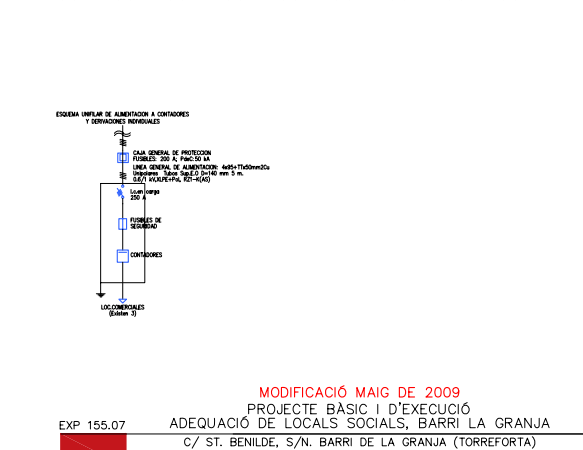 ESQUEMA UNIFILAR DE ALIMENTACION A CONTADORES
Y DERIVACIONES INDIVIDUALES
CAJA GENERAL DE PROTECCION
FUSIBLES: 200 A; PdeC: 50 kA
LINEA GENERAL DE ALIMENTACION: 4x95+TTx50mm2Cu
Unipolares Tubos Sup.E.O D=140 mm 5 m.
0.6/1 kV,XLPE+Pol, RZ1-K(AS)
I.c.en carga
250 A
FUSIBLES DE
SEGURIDAD
CONTADORES
LOC.COMERCIALES
(Existen 3)
MODIFICACIÓ MAIG DE 2009
PROJECTE BÀSIC I D'EXECUCIÓ
EXP 155.07
ADEQUACIÓ DE LOCALS SOCIALS, BARRI LA GRANJA
C/ ST. BENILDE, S/N. BARRI DE LA GRANJA (TORREFORTA)